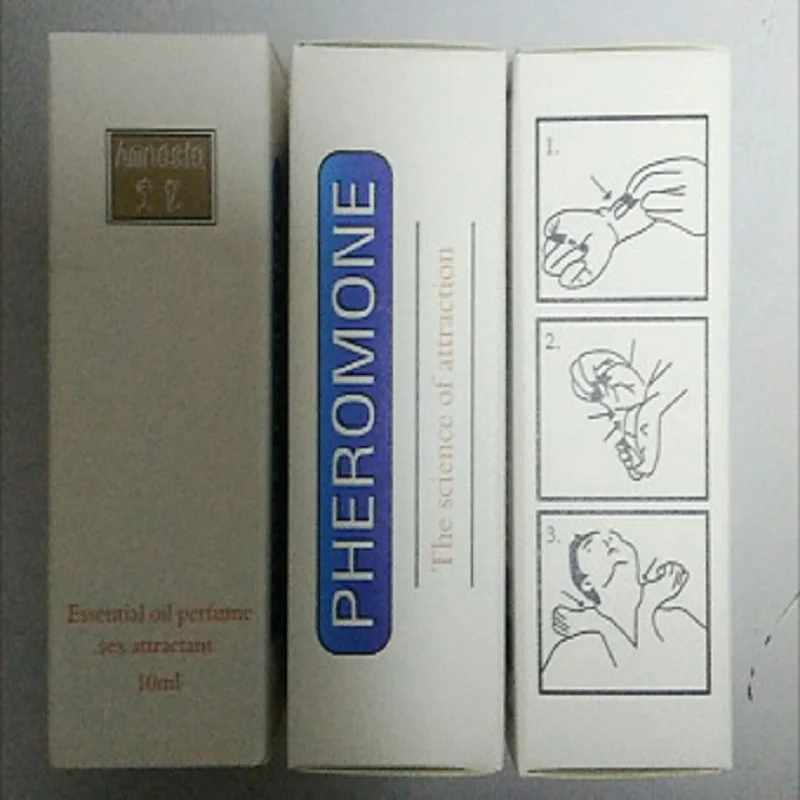 Essential oil perfume
sex attractant
10ml
PHEROMONE
The science of attraction
1.
2.
3.